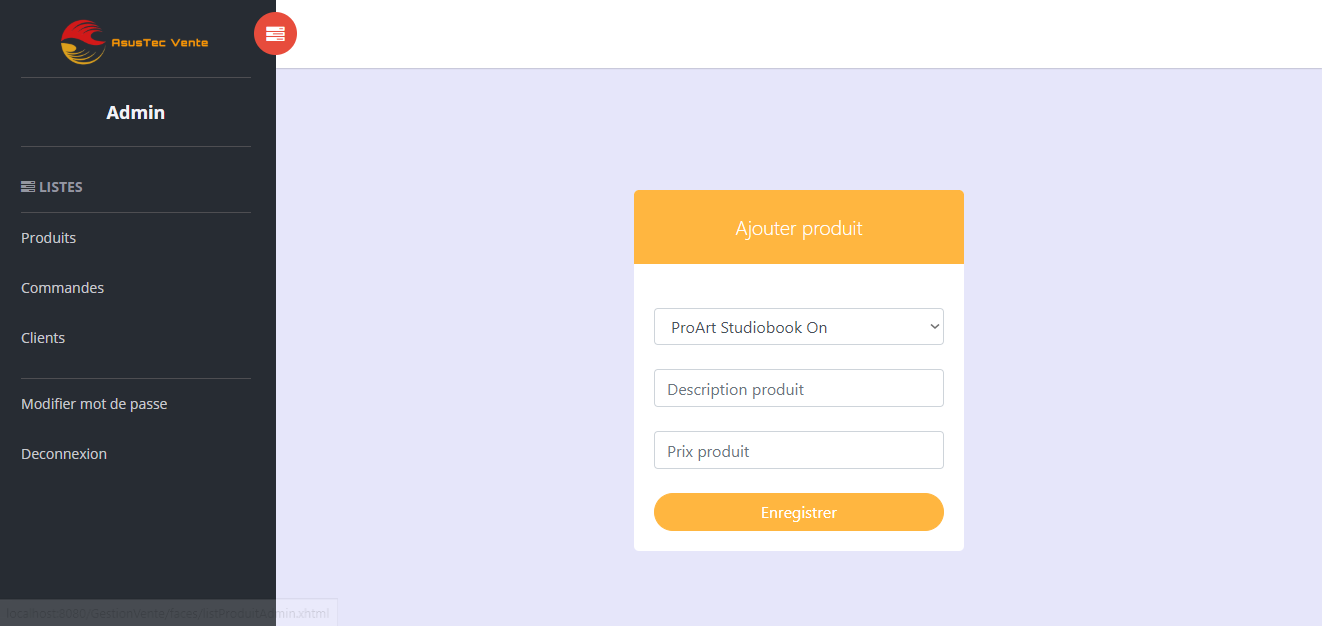 AsusTec Vente
Admin
LISTES
Produits
Commandes
Clients
Modifier mot de passe
Deconnexion
Ajouter produit
ProArt Studiobook On
Description produit
Prix produit
Enregistrer
localhost:8080/GestionVente/faces/listProduitAdmin.xhtml